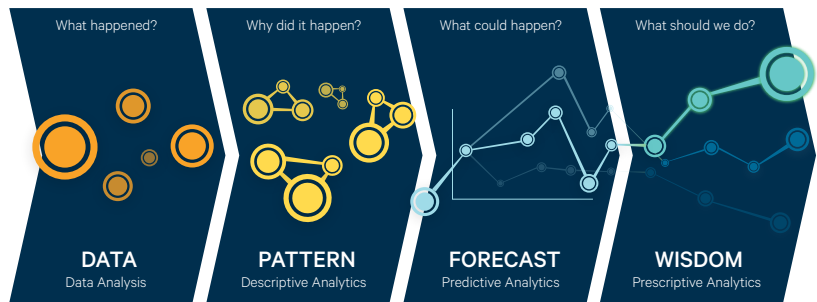 What happened?
Why did it happen?
What could happen?
What should we do?
DATA
Data Analysis
PATTERN
Descriptive Analytics
FORECAST
Predictive Analytics
WISDOM
Prescriptive Analytics